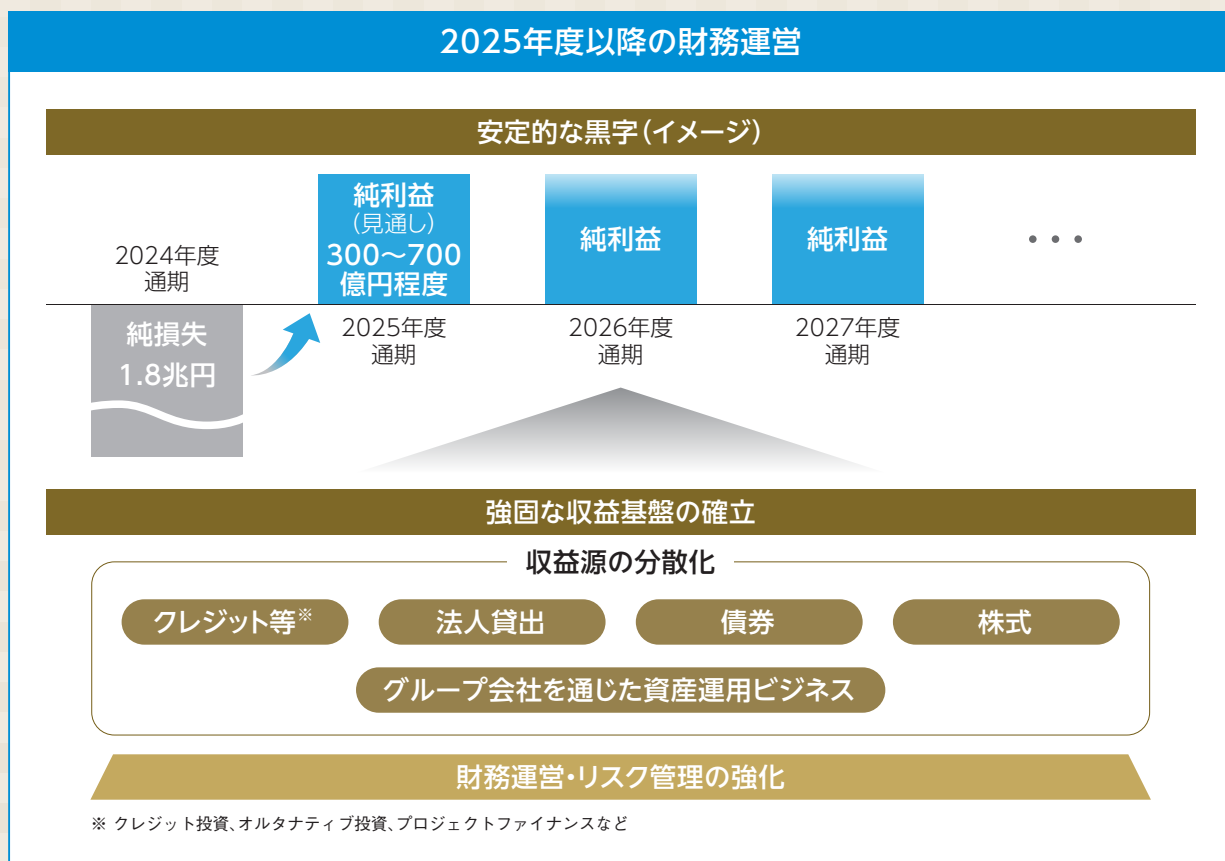 2025年度以降の財務運営
安定的な黒字(イメージ)
2024年度
通期
純損失
1.8兆円
純利益
(見通し)
300～700
億円程度
2025年度
通期
純利益
2026年度
通期
純利益
2027年度
通期
・・・
強固な収益基盤の確立
収益源の分散化
クレジット等※
法人貸出
債券
株式
グループ会社を通じた資産運用ビジネス
財務運営・リスク管理の強化
※ クレジット投資、オルタナティブ投資、プロジェクトファイナンスなど